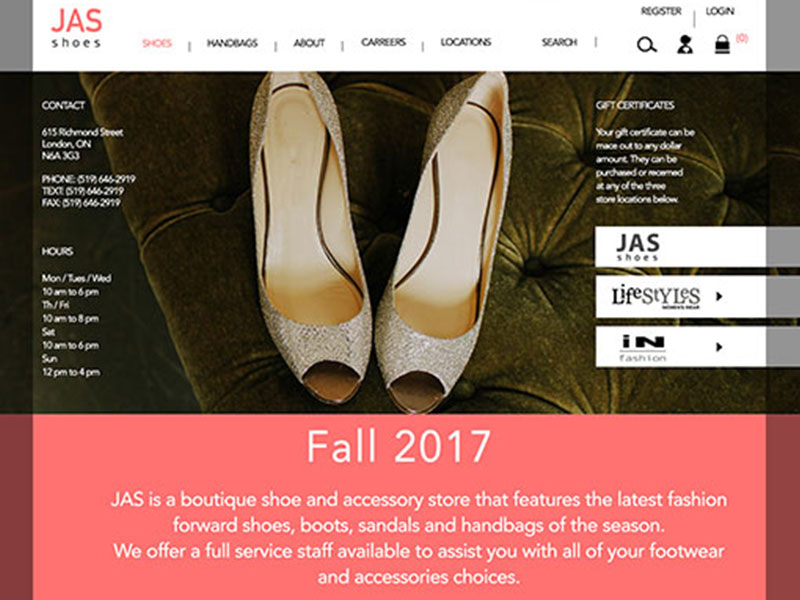 JAS
shoes
REGISTER | LOGIN
SHOES | HANDBAGS | ABOUT | CARREERS | LOCATIONS
SEARCH |
(0)
CONTACT
615 Richmond Street
London, ON
N6A 3G3
PHONE: (519) 646-2919
TEXT: (519) 646-2919
FAX: (519) 646-2919
HOURS
Mon / Tues / Wed
10 am to 6 pm
Th / Fri
10 am to 8 pm
Sat
10 am to 6 pm
Sun
12 pm to 4 pm
GIFT CERTIFICATES
Your gift certificate can be
mace out to any dollar
amount. They can be
purchased or recerned
at any of the three
store locations below.
JAS
shoes
LifeStyLes
WOMEN'S WEAR
iN
fashion
Fall 2017
JAS is a boutique shoe and accessory store that features the latest fashion
forward shoes, boots, sandals and handbags of the season.
We offer a full service staff available to assist you with all of your footwear
and accessories choices.